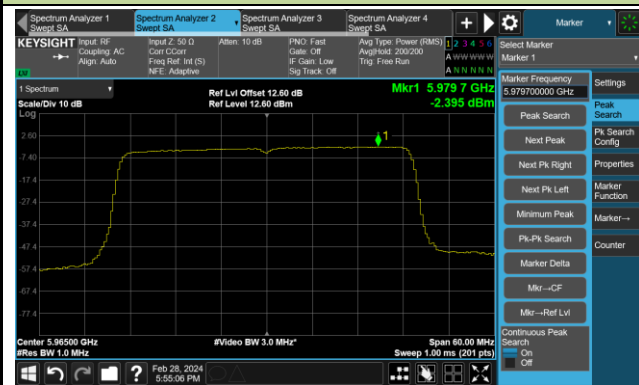 Spectrum Analyzer 1
Swept SA
Spectrum Analyzer 2
Swept SA
Spectrum Analyzer 3
Swept SA
Spectrum Analyzer 4
Swept SA
Marker
KEYSIGHT
Input: RF
Coupling: AC
Align: Auto
Input Z: 50 Ω
Corr CCorr
Freq Ref: Int (S)
NFE: Adaptive
Atten: 10 dB
PNO: Fast
Gate: Off
IF Gain: Low
Sig Track: Off
Avg Type: Power (RMS)
Avg|Hold: 200/200
Trig: Free Run
1 2 3 4 5 6
A W W W W W
A N N N N N
LXI
Select Marker
Marker 1
1 Spectrum
Scale/Div 10 dB
Log
Ref Lvl Offset 12.60 dB
Ref Level 12.60 dBm
Mkr1 5.979 7 GHz
-2.395 dBm
2.60
-7.40
-17.4
-27.4
-37.4
-47.4
-57.4
-67.4
-77.4
1
Center 5.96500 GHz
#Res BW 1.0 MHz
#Video BW 3.0 MHz*
Span 60.00 MHz
Sweep 1.00 ms (201 pts)
Marker Frequency
5.979700000 GHz
Peak Search
Next Peak
Next Pk Right
Next Pk Left
Minimum Peak
Pk-Pk Search
Marker Delta
Mkr→CF
Mkr→Ref Lvl
Continuous Peak
Search
On
Off
Settings
Peak
Search
Pk Search
Config
Properties
Marker
Function
Marker→
Counter
?
Feb 28, 2024
5:55:06 PM